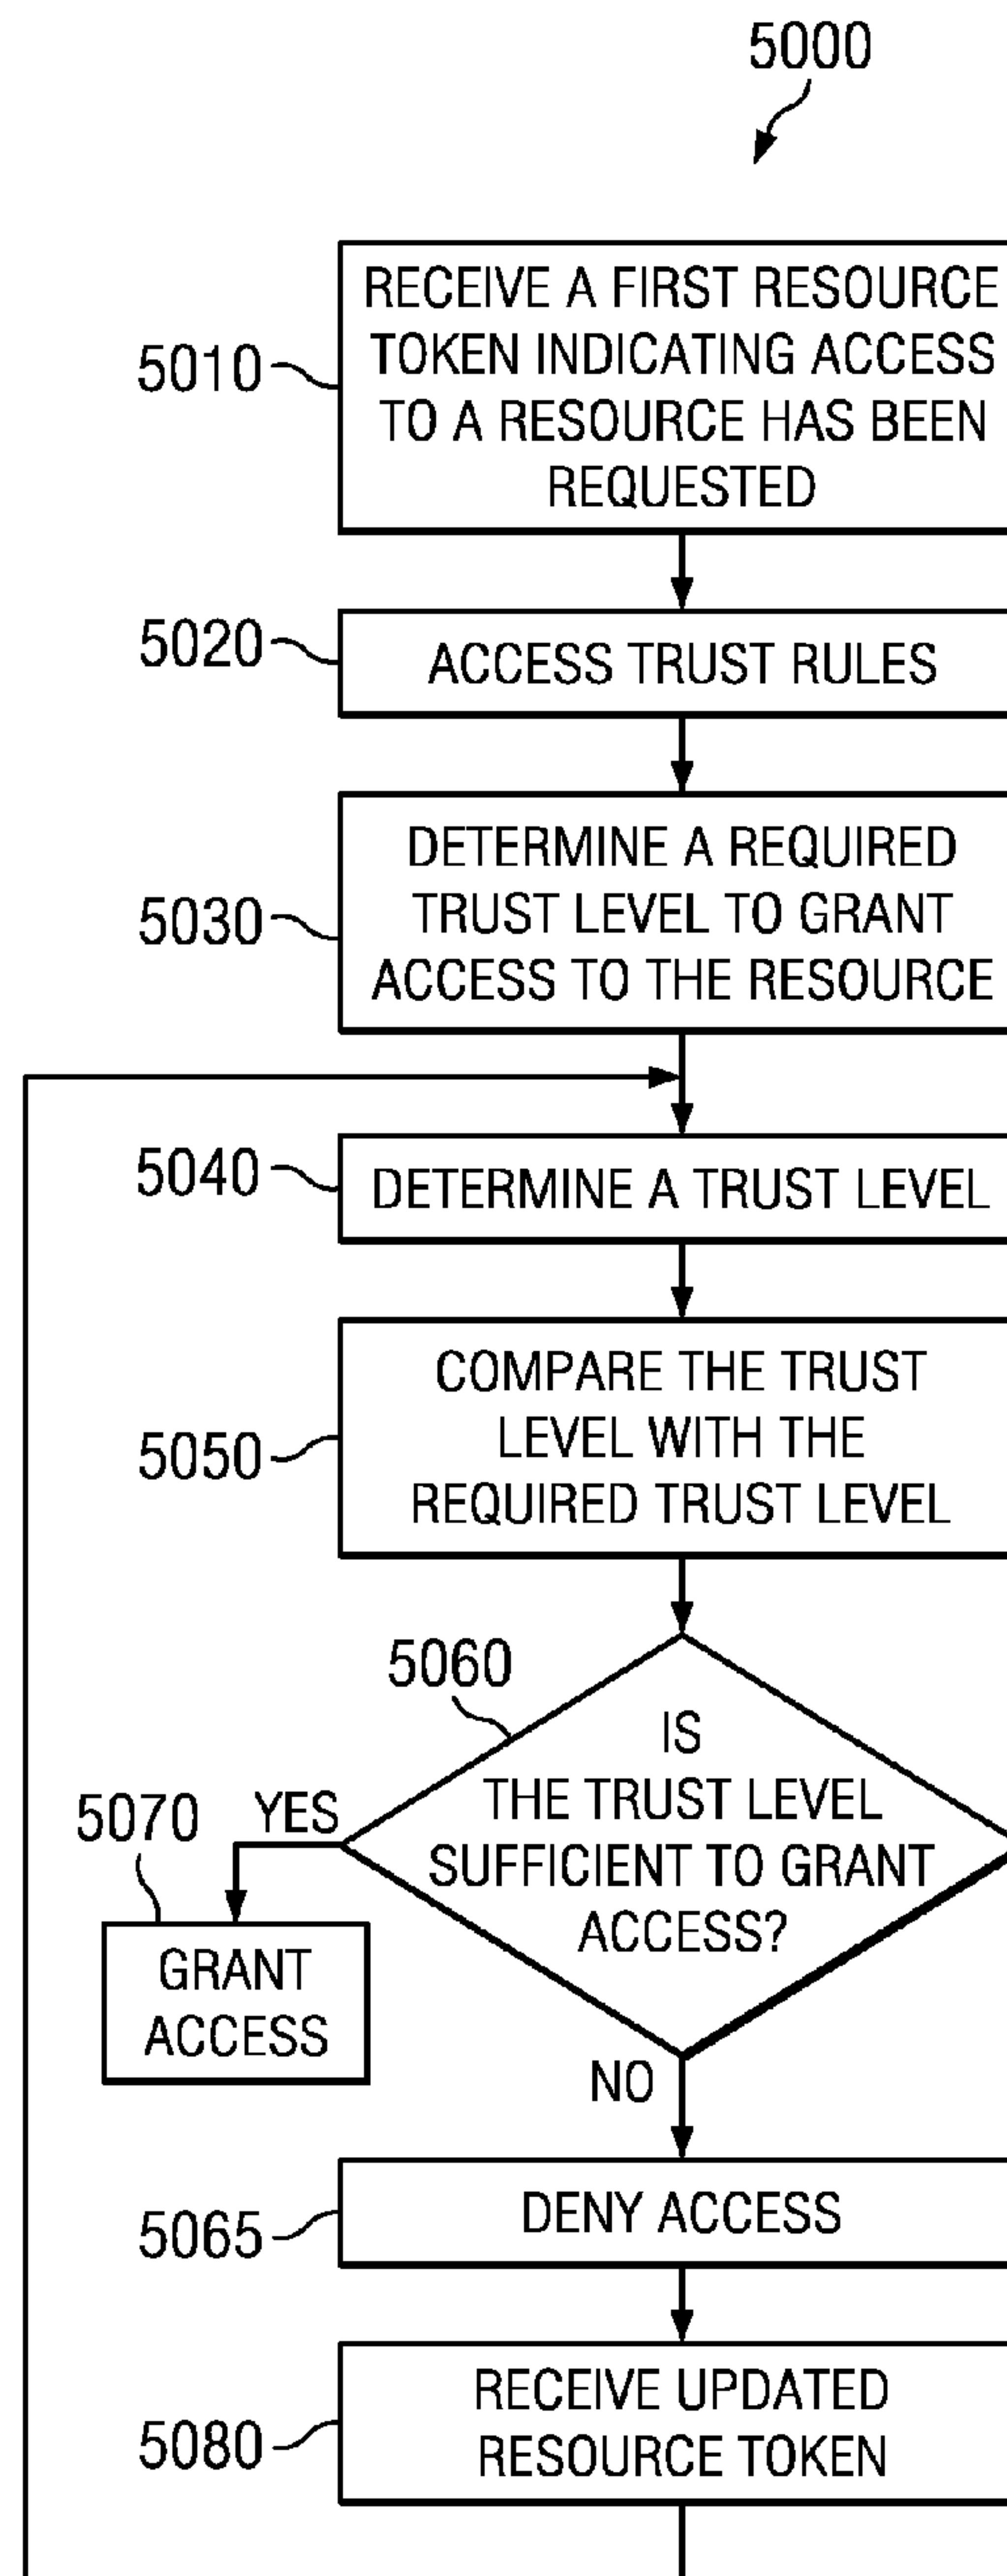 5000
5010
RECEIVE A FIRST RESOURCE
TOKEN INDICATING ACCESS
TO A RESOURCE HAS BEEN
REQUESTED
5020
ACCESS TRUST RULES
5030
DETERMINE A REQUIRED
TRUST LEVEL TO GRANT
ACCESS TO THE RESOURCE
5040
DETERMINE A TRUST LEVEL
5050
COMPARE THE TRUST
LEVEL WITH THE
REQUIRED TRUST LEVEL
5060
IS
THE TRUST LEVEL
SUFFICIENT TO GRANT
ACCESS?
YES
5070
GRANT
ACCESS
NO
5065
DENY ACCESS
5080
RECEIVE UPDATED
RESOURCE TOKEN